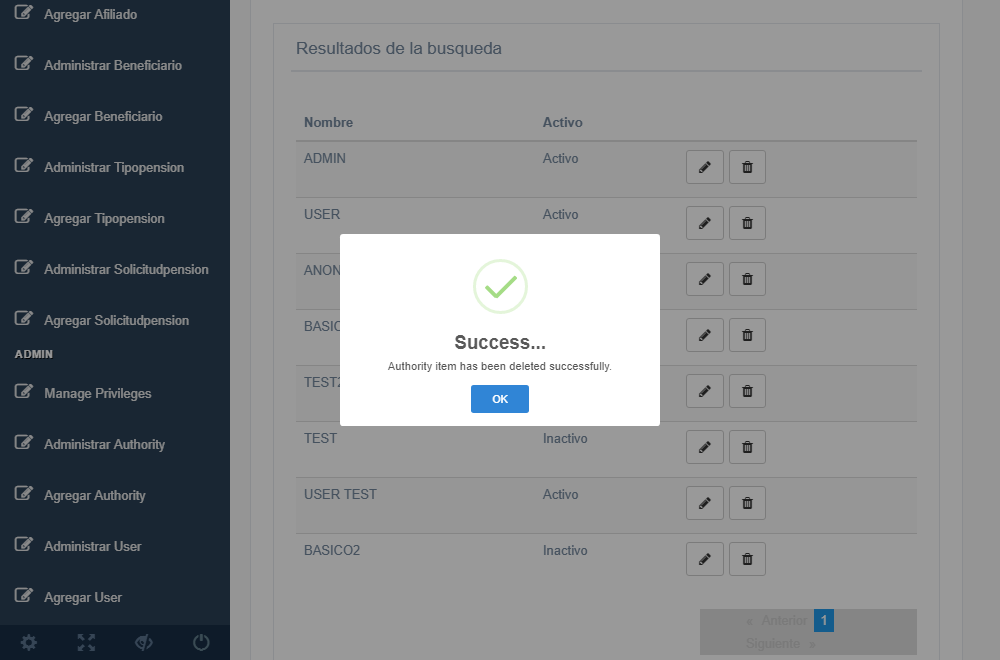 Agregar Afiliado
Administrar Beneficiario
Agregar Beneficiario
Administrar Tipopension
Agregar Tipopension
Administrar Solicitudpension
Agregar Solicitudpension
ADMIN
Manage Privileges
Administrar Authority
Agregar Authority
Administrar User
Agregar User
Resultados de la busqueda
Nombre Activo
ADMIN Activo
USER Activo
ANON
BASIC
TEST2
TEST Inactivo
USER TEST Activo
BASICO2 Inactivo
« Anterior 1
Siguiente »
Success...
Authority item has been deleted successfully.
OK